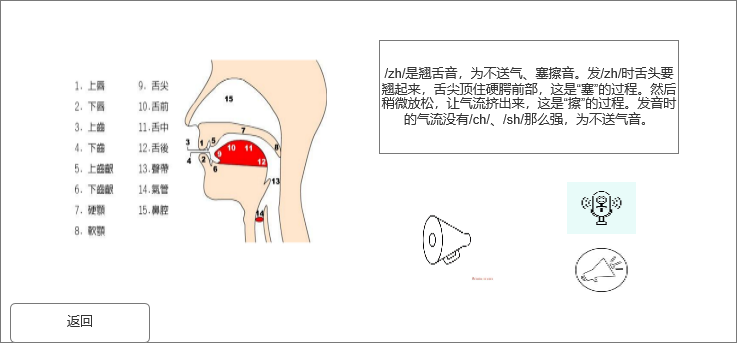 1. 上唇
2. 下唇
3. 上齒
4. 下齒
5. 上齒齦
6. 下齒齦
7. 硬顎
8. 軟顎
9. 舌尖
10. 舌前
11. 舌中
12. 舌後
13. 聲帶
14. 氣管
15. 鼻腔
15
7
8
5
3
1
10
11
9
2
4
12
6
13
14
/zh/是翘舌音，为不送气、塞擦音。发/zh/时舌头要
翘起来，舌尖顶住硬腭前部，这是“塞”的过程。然后
稍微放松，让气流挤出来，这是“擦”的过程。发音时
的气流没有/ch/、/sh/那么强，为不送气音。
返回